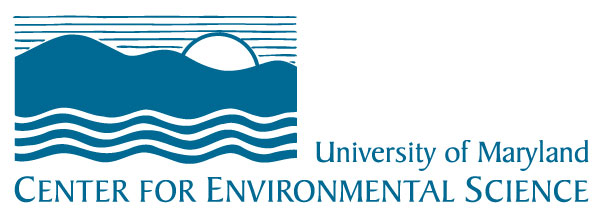 University of Maryland
CENTER FOR ENVIRONMENTAL SCIENCE